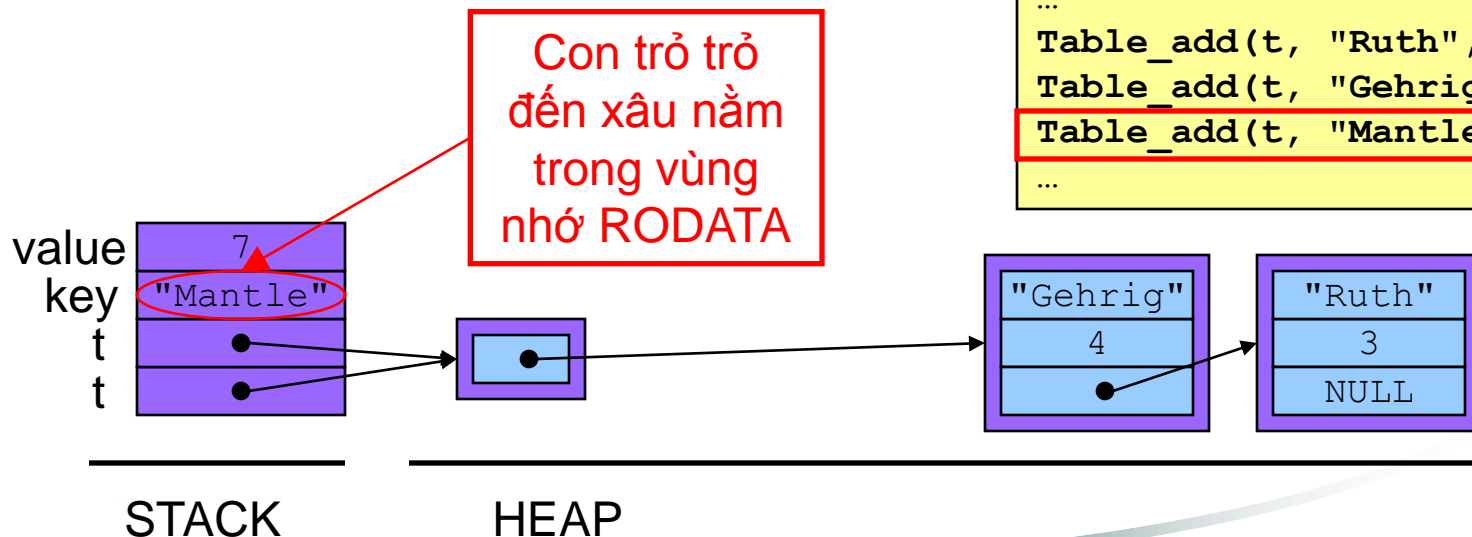 …
Table_add(t, "Ruth",
Table_add(t, "Gehrig
Table_add(t, "Mantle
…
Con trỏ trỏ
đến xâu nằm
trong vùng
nhớ RODATA
value 7
key "Mantle"
t
t
"Gehrig"
4
"Ruth"
3
NULL
STACK
HEAP